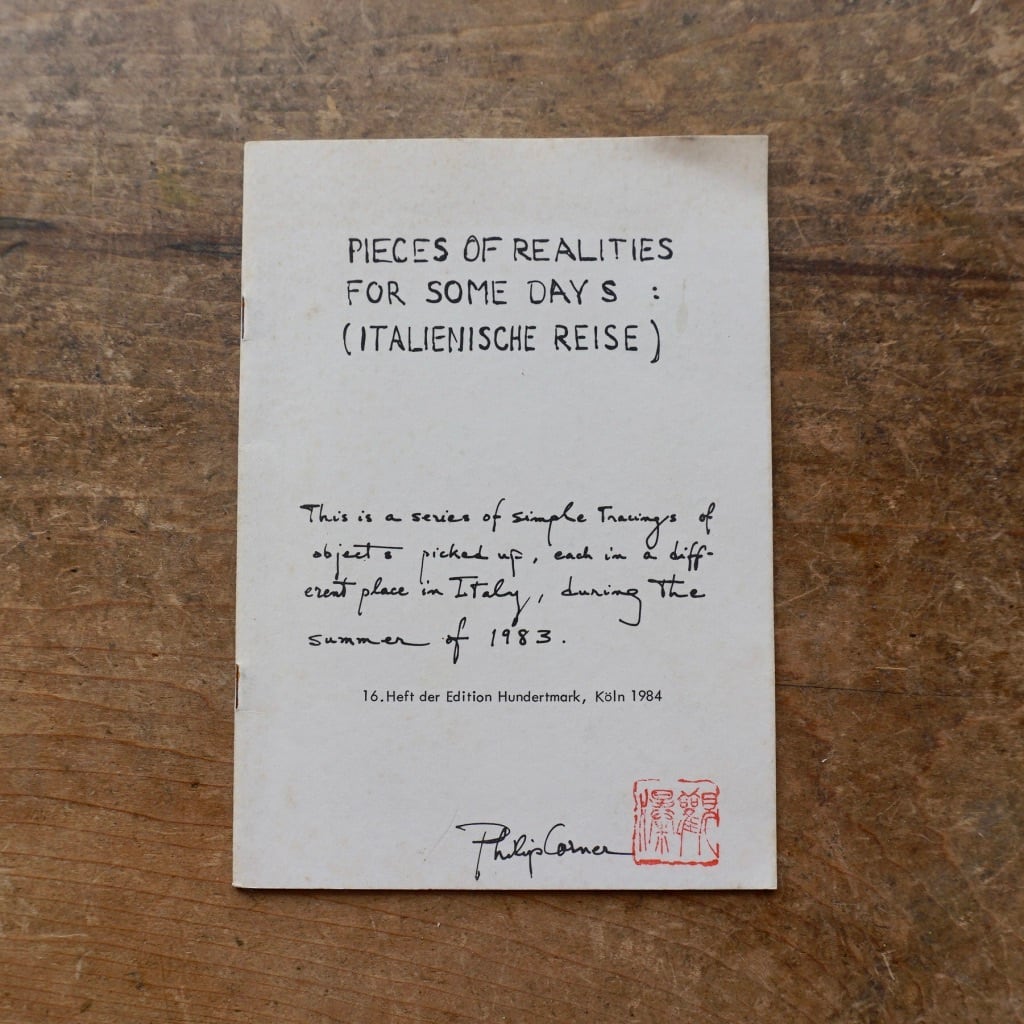 PIECES OF REALITIES
FOR SOME DAYS :
(ITALIENISCHE REISE)
This is a series of simple Tracings of
objects picked up, each in a diff-
erent place in Italy, during The
summer of 1983.
16. Heft der Edition Hundertmark, Köln 1984
Philip Corner